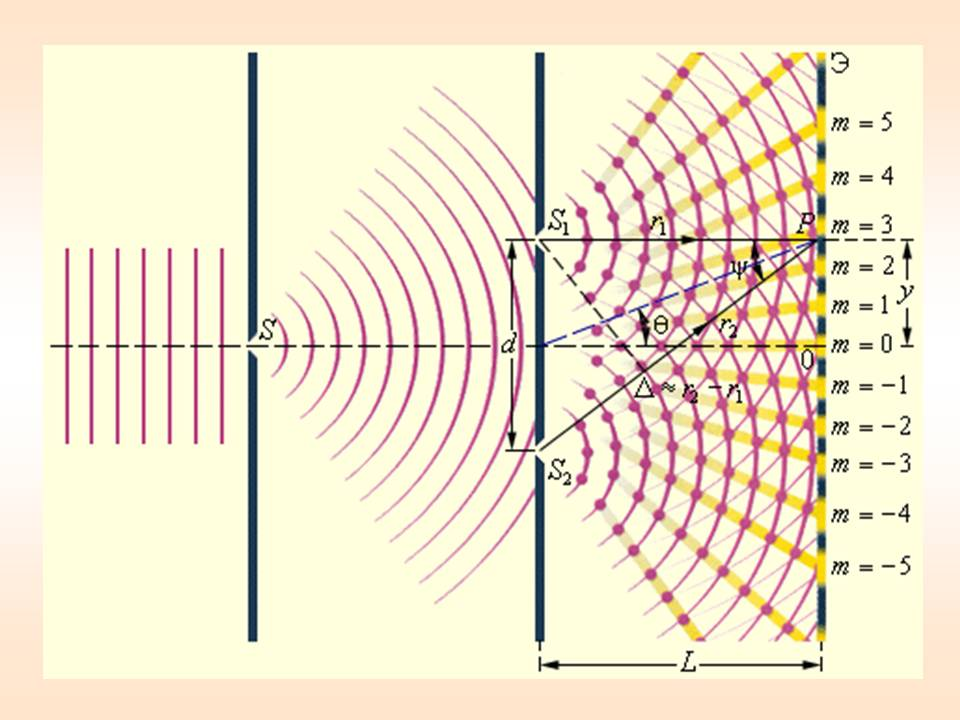 Э
m = 5
m = 4
S₁ r₁ P m = 3
ψ m = 2
y
m = 1
S θ r₂
d 0 m = 0
Δ ≈ r₂ − r₁ m = −1
m = −2
S₂ m = −3
m = −4
m = −5
L